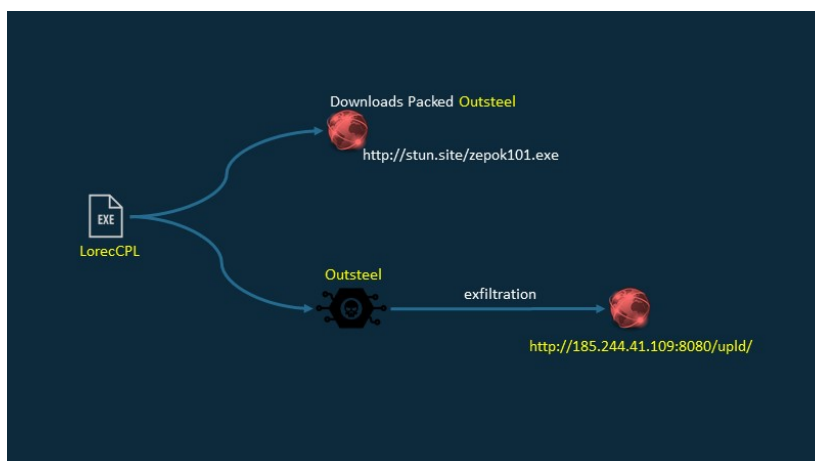 Downloads Packed Outsteel
http://stun.site/zepok101.exe
EXE
LorecCPL
Outsteel
exfiltration
http://185.244.41.109:8080/upld/